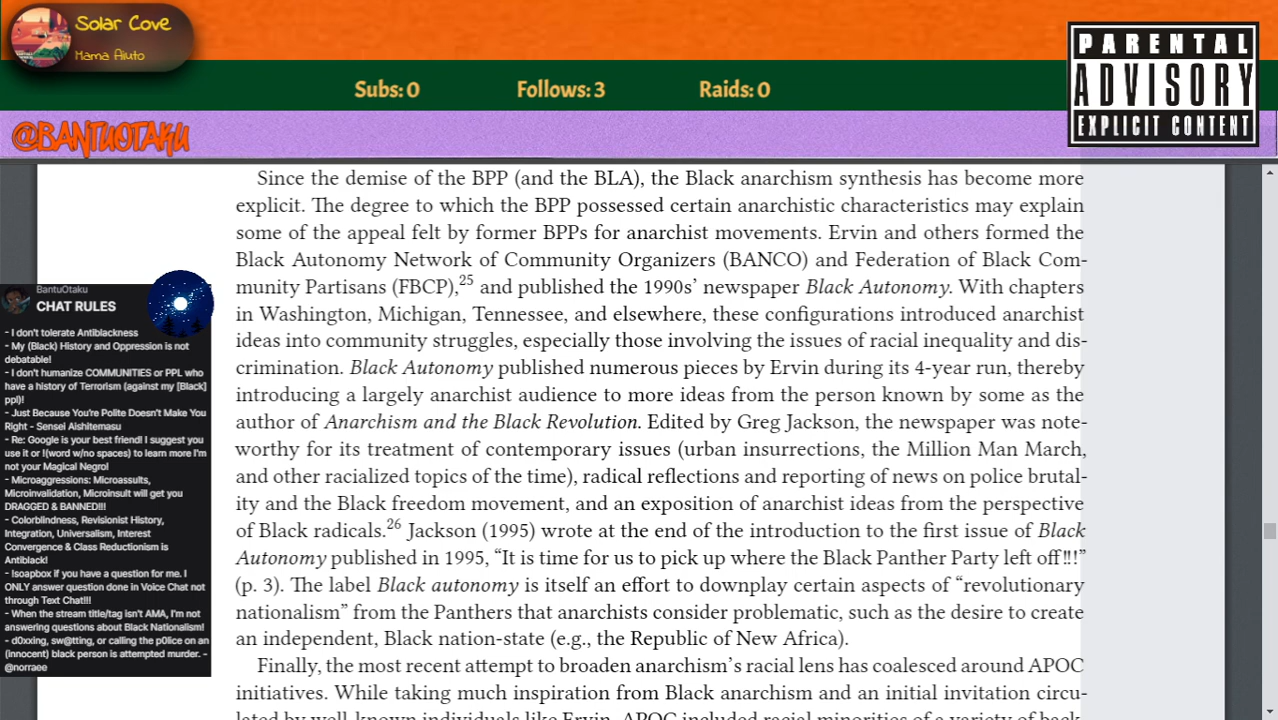 Solar Cove
Mama Aiuto
Subs: 0
Follows: 3
Raids: 0
PARENTAL
ADVISORY
EXPLICIT CONTENT
@BANTUOTAKU
Since the demise of the BPP (and the BLA), the Black anarchism synthesis has become more
explicit. The degree to which the BPP possessed certain anarchistic characteristics may explain
some of the appeal felt by former BPPs for anarchist movements. Ervin and others formed the
Black Autonomy Network of Community Organizers (BANCO) and Federation of Black Com-
munity Partisans (FBCP),25 and published the 1990s' newspaper Black Autonomy. With chapters
in Washington, Michigan, Tennessee, and elsewhere, these configurations introduced anarchist
ideas into community struggles, especially those involving the issues of racial inequality and dis-
crimination. Black Autonomy published numerous pieces by Ervin during its 4-year run, thereby
introducing a largely anarchist audience to more ideas from the person known by some as the
author of Anarchism and the Black Revolution. Edited by Greg Jackson, the newspaper was note-
worthy for its treatment of contemporary issues (urban insurrections, the Million Man March,
and other racialized topics of the time), radical reflections and reporting of news on police brutal-
ity and the Black freedom movement, and an exposition of anarchist ideas from the perspective
of Black radicals.26 Jackson (1995) wrote at the end of the introduction to the first issue of Black
Autonomy published in 1995, “It is time for us to pick up where the Black Panther Party left off!!!”
(p. 3). The label Black autonomy is itself an effort to downplay certain aspects of “revolutionary
nationalism” from the Panthers that anarchists consider problematic, such as the desire to create
an independent, Black nation-state (e.g., the Republic of New Africa).
Finally, the most recent attempt to broaden anarchism's racial lens has coalesced around APOC
initiatives. While taking much inspiration from Black anarchism and an initial invitation circu-
lated by well-known individuals like Ervin, APOC included racial minorities of a variety of back-
BantuOtaku
CHAT RULES
- I don't tolerate Antiblackness
- My (Black) History and Oppression is not
debatable!
- I don't humanize COMMUNITIES or PPL who
have a history of Terrorism (against my [Black]
ppl)!
- Just Because You're Polite Doesn't Make You
Right - Sensei Aishitemasu
- Re: Google is your best friend! I suggest you
use it or !(word w/no spaces) to learn more I'm
not your Magical Negro!
- Microaggressions: Microassults,
Microinvalidation, Microinsult will get you
DRAGGED & BANNED!!!
- Colorblindness, Revisionist History,
Integration, Universalism, Interest
Convergence & Class Reductionism is
Antiblack!
- !soapbox if you have a question for me. I
ONLY answer question done in Voice Chat not
through Text Chat!!!
- When the stream title/tag isn't AMA, I'm not
answering questions about Black Nationalism!
- d0xxing, sw@tting, or calling the p0lice on an
(innocent) black person is attempted murder. -
@norraee